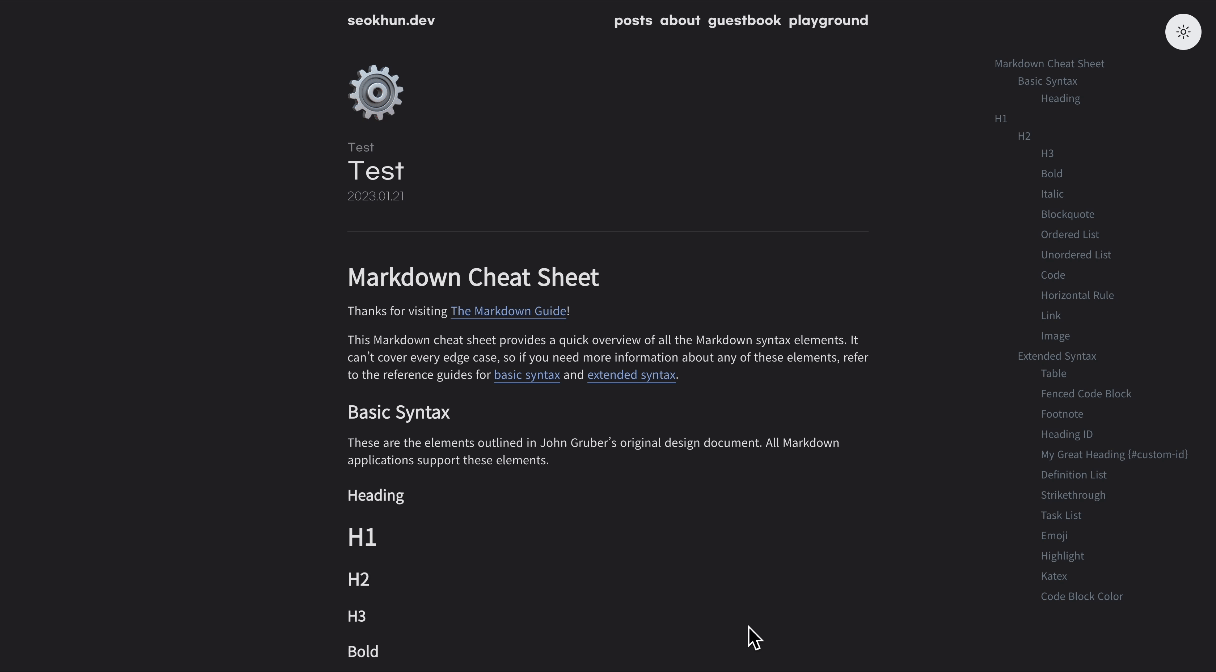 seokhun.dev
posts about guestbook playground
Test
Test
2023.01.21
Markdown Cheat Sheet
Thanks for visiting The Markdown Guide!
This Markdown cheat sheet provides a quick overview of all the Markdown syntax elements. It
can't cover every edge case, so if you need more information about any of these elements, refer
to the reference guides for basic syntax and extended syntax.
Basic Syntax
These are the elements outlined in John Gruber's original design document. All Markdown
applications support these elements.
Heading
H1
H2
H3
Bold
Markdown Cheat Sheet
Basic Syntax
Heading
H1
H2
H3
Bold
Italic
Blockquote
Ordered List
Unordered List
Code
Horizontal Rule
Link
Image
Extended Syntax
Table
Fenced Code Block
Footnote
Heading ID
My Great Heading {#custom-id}
Definition List
Strikethrough
Task List
Emoji
Highlight
Katex
Code Block Color